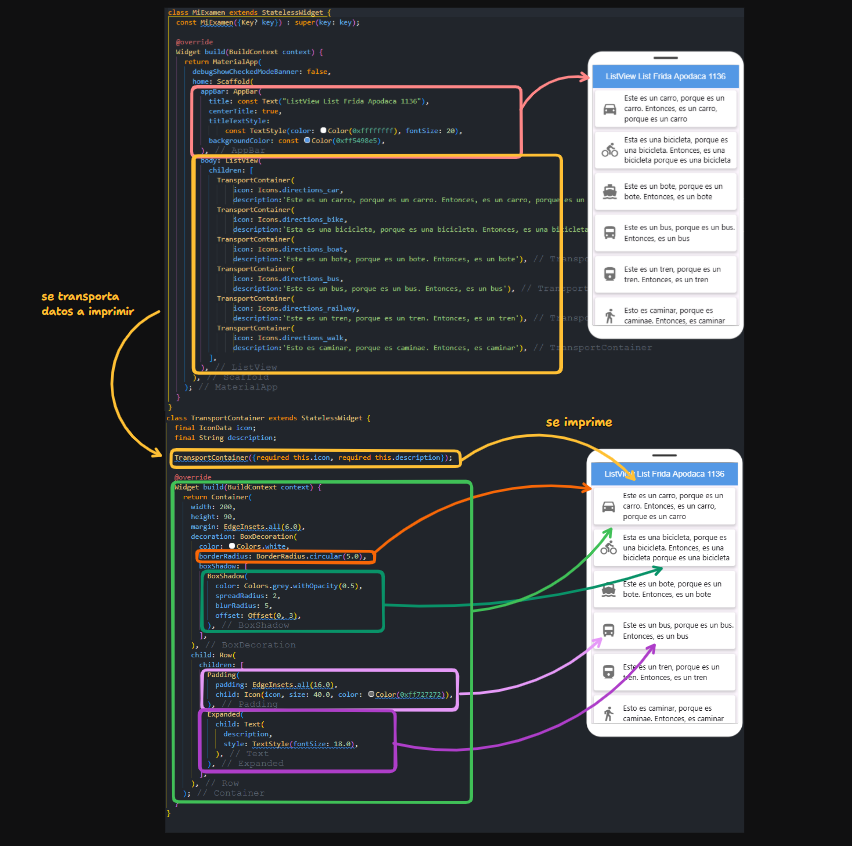 class MiExamen extends StatelessWidget {
const MiExamen({Key? key}) : super(key: key);
@override
Widget build(BuildContext context) {
return MaterialApp(
debugShowCheckedModeBanner: false,
home: Scaffold(
appBar: AppBar(
title: const Text("ListView List Frida Apodaca 1136"),
centerTitle: true,
titleTextStyle:
const TextStyle(color: Color(0xffffffff), fontSize: 20),
backgroundColor: const Color(0xff5498e5),
), // AppBar
body: ListView(
children: [
TransportContainer(
icon: Icons.directions_car,
description:'Este es un carro, porque es un carro. Entonces, es un carro, porque es un
TransportContainer(
icon: Icons.directions_bike,
description:'Esta es una bicicleta, porque es una bicicleta. Entonces, es una bicicleta
TransportContainer(
icon: Icons.directions_boat,
description:'Este es un bote, porque es un bote. Entonces, es un bote'), // Transpo
TransportContainer(
icon: Icons.directions_bus,
description:'Este es un bus, porque es un bus. Entonces, es un bus'), // Transp
TransportContainer(
icon: Icons.directions_railway,
description:'Este es un tren, porque es un tren. Entonces, es un tren'), // Transpo
TransportContainer(
icon: Icons.directions_walk,
description:'Esto es caminar, porque es caminae. Entonces, es caminar'), // TransportContainer
],
), // ListView
), // Scaffold
); // MaterialApp
}
}
class TransportContainer extends StatelessWidget {
final IconData icon;
final String description;
TransportContainer({required this.icon, required this.description});
@override
Widget build(BuildContext context) {
return Container(
width: 200,
height: 90,
margin: EdgeInsets.all(6.0),
decoration: BoxDecoration(
color: Colors.white,
borderRadius: BorderRadius.circular(5.0),
boxShadow: [
BoxShadow(
color: Colors.grey.withOpacity(0.5),
spreadRadius: 2,
blurRadius: 5,
offset: Offset(0, 3),
), // BoxShadow
],
), // BoxDecoration
child: Row(
children: [
Padding(
padding: EdgeInsets.all(16.0),
child: Icon(icon, size: 40.0, color: Color(0xff727272)),
), // Padding
Expanded(
child: Text(
description,
style: TextStyle(fontSize: 18.0),
), // Text
), // Expanded
],
), // Row
); // Container
}
}
se transporta
datos a imprimir
se imprime
ListView List Frida Apodaca 1136
Este es un carro, porque es un
carro. Entonces, es un carro,
porque es un carro
Esta es una bicicleta, porque es
una bicicleta. Entonces, es una
bicicleta porque es una bicicleta
Este es un bote, porque es un
bote. Entonces, es un bote
Este es un bus, porque es un bus.
Entonces, es un bus
Este es un tren, porque es un
tren. Entonces, es un tren
Esto es caminar, porque es
caminae. Entonces, es caminar
ListView List Frida Apodaca 1136
Este es un carro, porque es un
carro. Entonces, es un carro,
porque es un carro
Esta es una bicicleta, porque es
una bicicleta. Entonces, es una
bicicleta porque es una bicicleta
Este es un bote, porque es un
bote. Entonces, es un bote
Este es un bus, porque es un bus.
Entonces, es un bus
Este es un tren, porque es un
tren. Entonces, es un tren
Esto es caminar, porque es
caminae. Entonces, es caminar